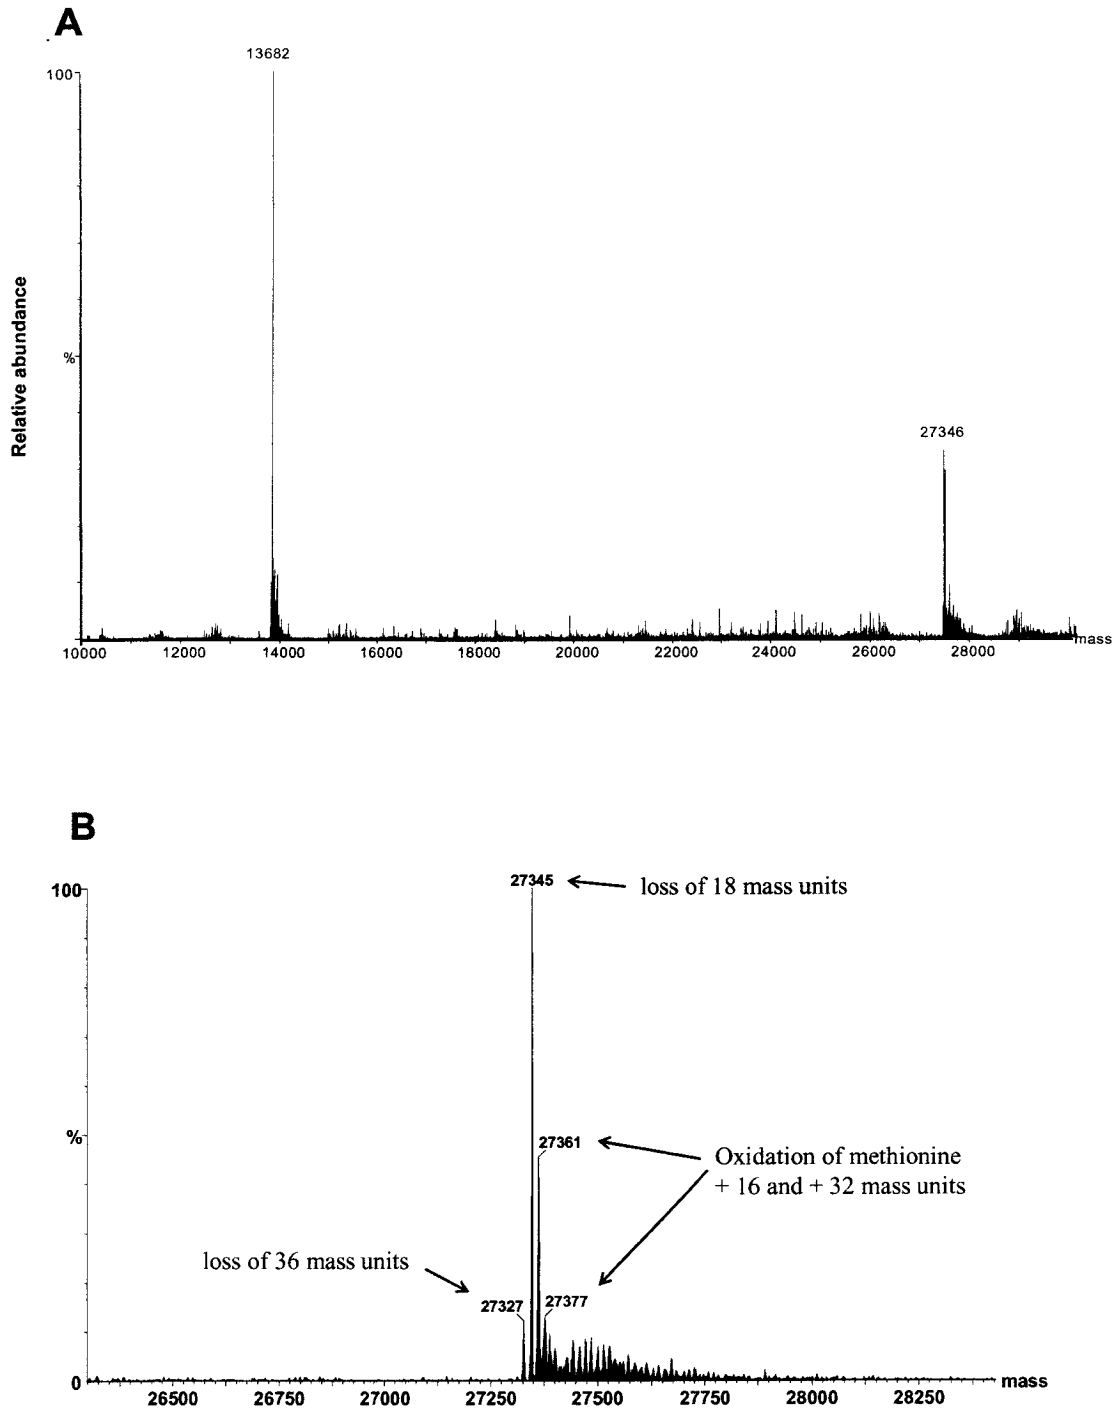 A
13682
100
%
Relative abundance
27346
10000 12000 14000 16000 18000 20000 22000 24000 26000 28000 mass
B
100
27345
loss of 18 mass units
%
27361
Oxidation of methionine
+ 16 and + 32 mass units
loss of 36 mass units
27327
27377
0
26500 26750 27000 27250 27500 27750 28000 28250 mass